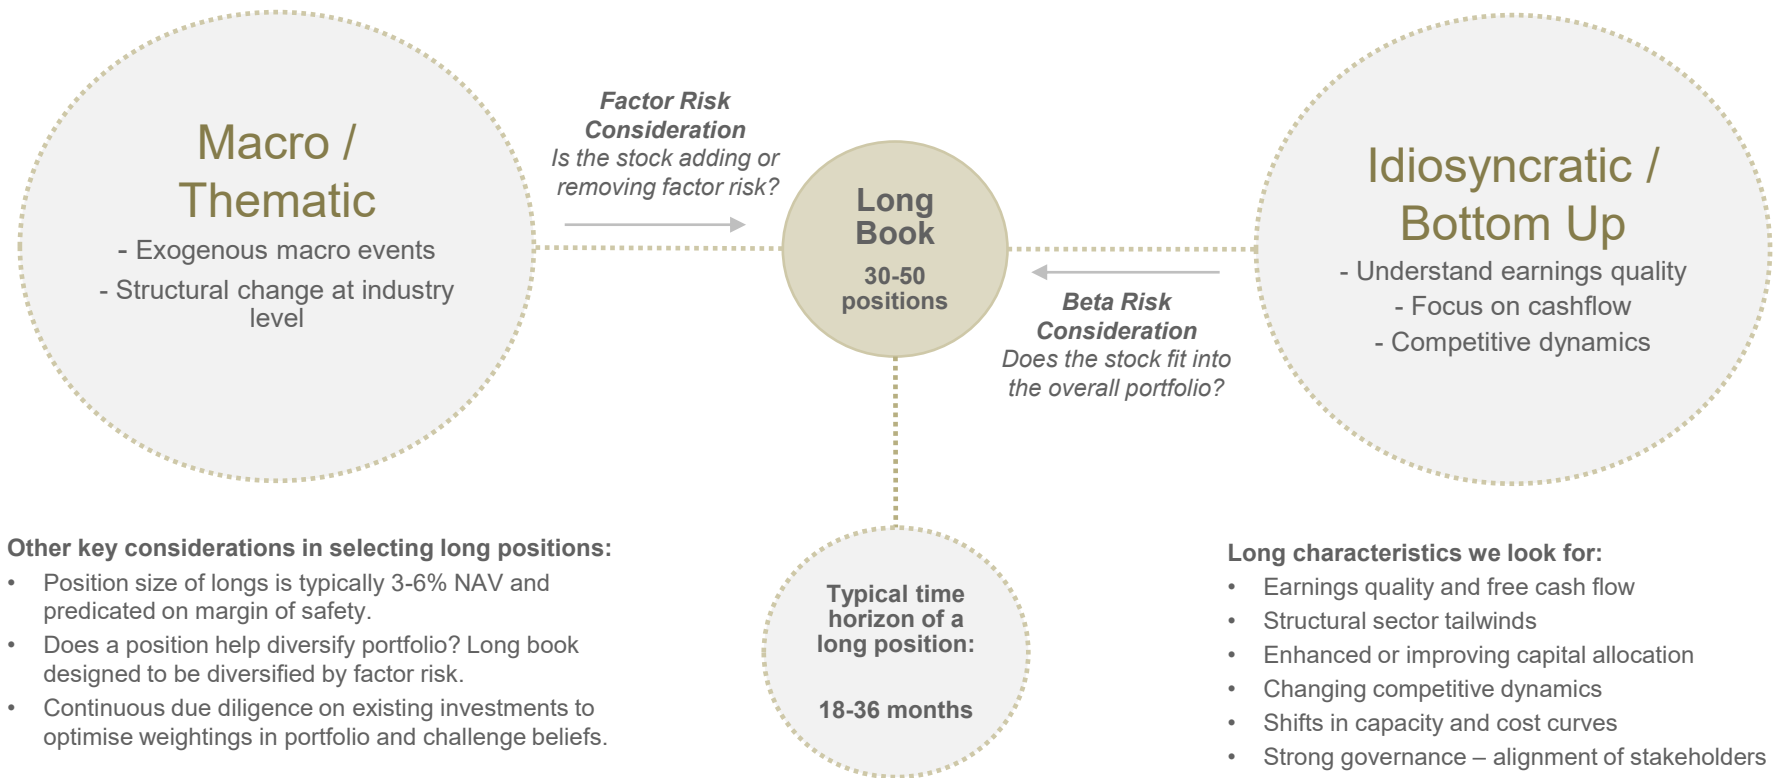 Macro /
Thematic
- Exogenous macro events
- Structural change at industry
level
Factor Risk
Consideration
Is the stock adding or
removing factor risk?
Long
Book
30-50
positions
Beta Risk
Consideration
Does the stock fit into
the overall portfolio?
Idiosyncratic /
Bottom Up
- Understand earnings quality
- Focus on cashflow
- Competitive dynamics
Other key considerations in selecting long positions:
• Position size of longs is typically 3-6% NAV and
predicated on margin of safety.
• Does a position help diversify portfolio? Long book
designed to be diversified by factor risk.
• Continuous due diligence on existing investments to
optimise weightings in portfolio and challenge beliefs.
Typical time
horizon of a
long position:
18-36 months
Long characteristics we look for:
• Earnings quality and free cash flow
• Structural sector tailwinds
• Enhanced or improving capital allocation
• Changing competitive dynamics
• Shifts in capacity and cost curves
• Strong governance – alignment of stakeholders